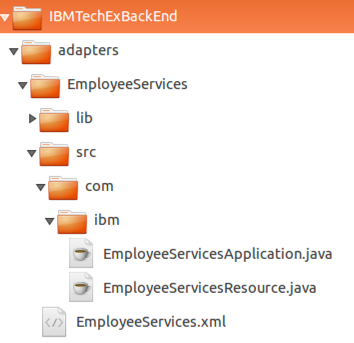 IBMTechExBackEnd
adapters
EmployeeServices
lib
src
com
ibm
EmployeeServicesApplication.java
EmployeeServicesResource.java
EmployeeServices.xml